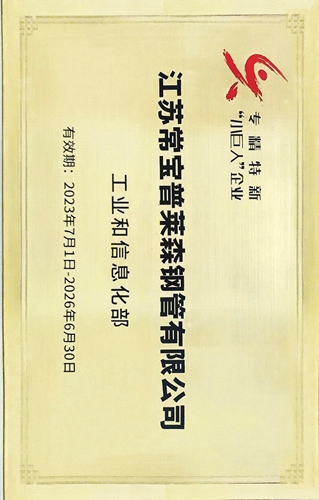 专精特新
“小巨人”企业
江苏常宝普莱森钢管有限公司
工业和信息化部
有效期：2023年7月1日-2026年6月30日